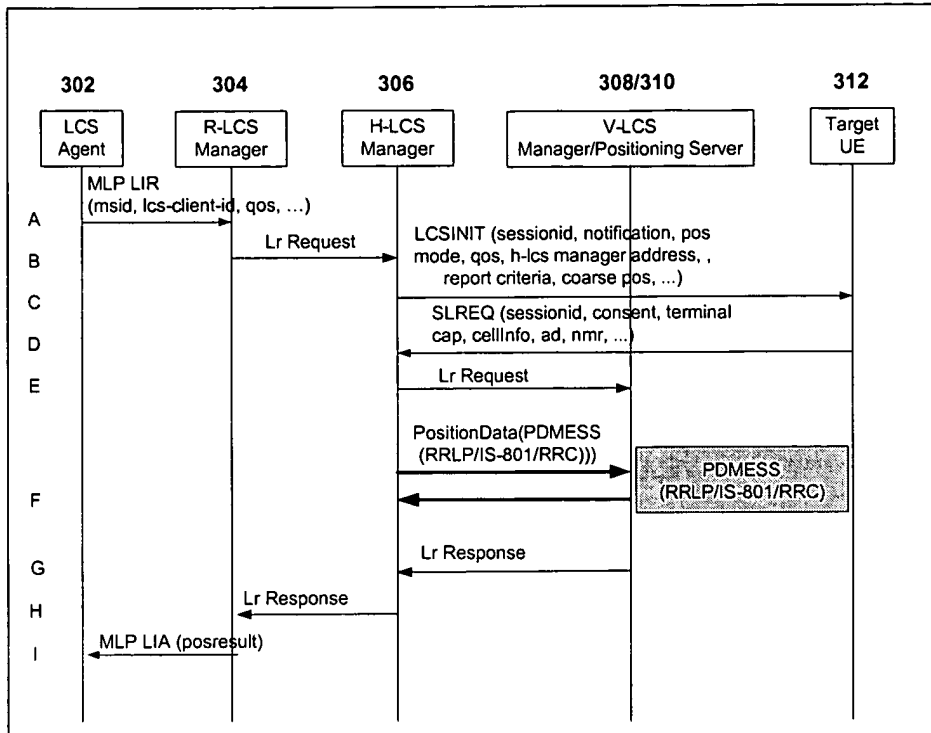 302
304
306
308/310
312
LCS
Agent
R-LCS
Manager
H-LCS
Manager
V-LCS
Manager/Positioning Server
Target
UE
MLP LIR
(msid, lcs-client-id, qos, ...)
A
Lr Request
B
LCSINIT (sessionid, notification, pos
mode, qos, h-lcs manager address, ,
report criteria, coarse pos, ...)
C
SLREQ (sessionid, consent, terminal
cap, cellInfo, ad, nmr, ...)
D
E
Lr Request
PositionData(PDMESS
(RRLP/IS-801/RRC)))
PDMESS
(RRLP/IS-801/RRC)
F
Lr Response
G
Lr Response
H
MLP LIA (posresult)
I